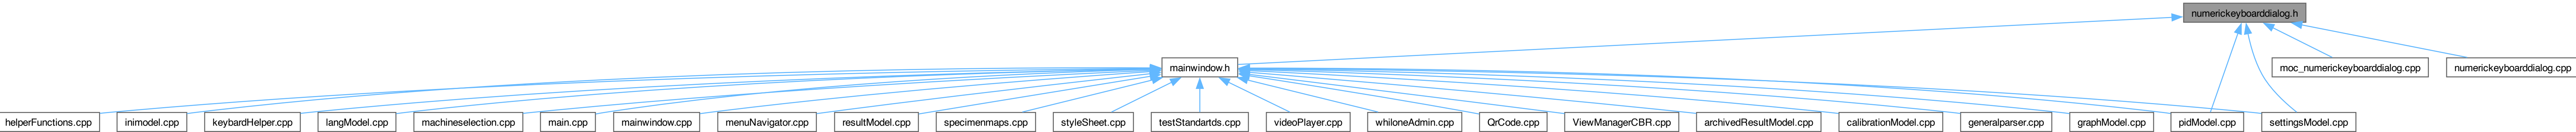 numerickeyboarddialog.h
mainwindow.h
moc_numerickeyboarddialog.cpp
numerickeyboarddialog.cpp
helperFunctions.cpp
inimodel.cpp
keybardHelper.cpp
langModel.cpp
machineselection.cpp
main.cpp
mainwindow.cpp
menuNavigator.cpp
resultModel.cpp
specimenmaps.cpp
styleSheet.cpp
testStandartds.cpp
videoPlayer.cpp
whiloneAdmin.cpp
QrCode.cpp
ViewManagerCBR.cpp
archivedResultModel.cpp
calibrationModel.cpp
generalparser.cpp
graphModel.cpp
pidModel.cpp
settingsModel.cpp